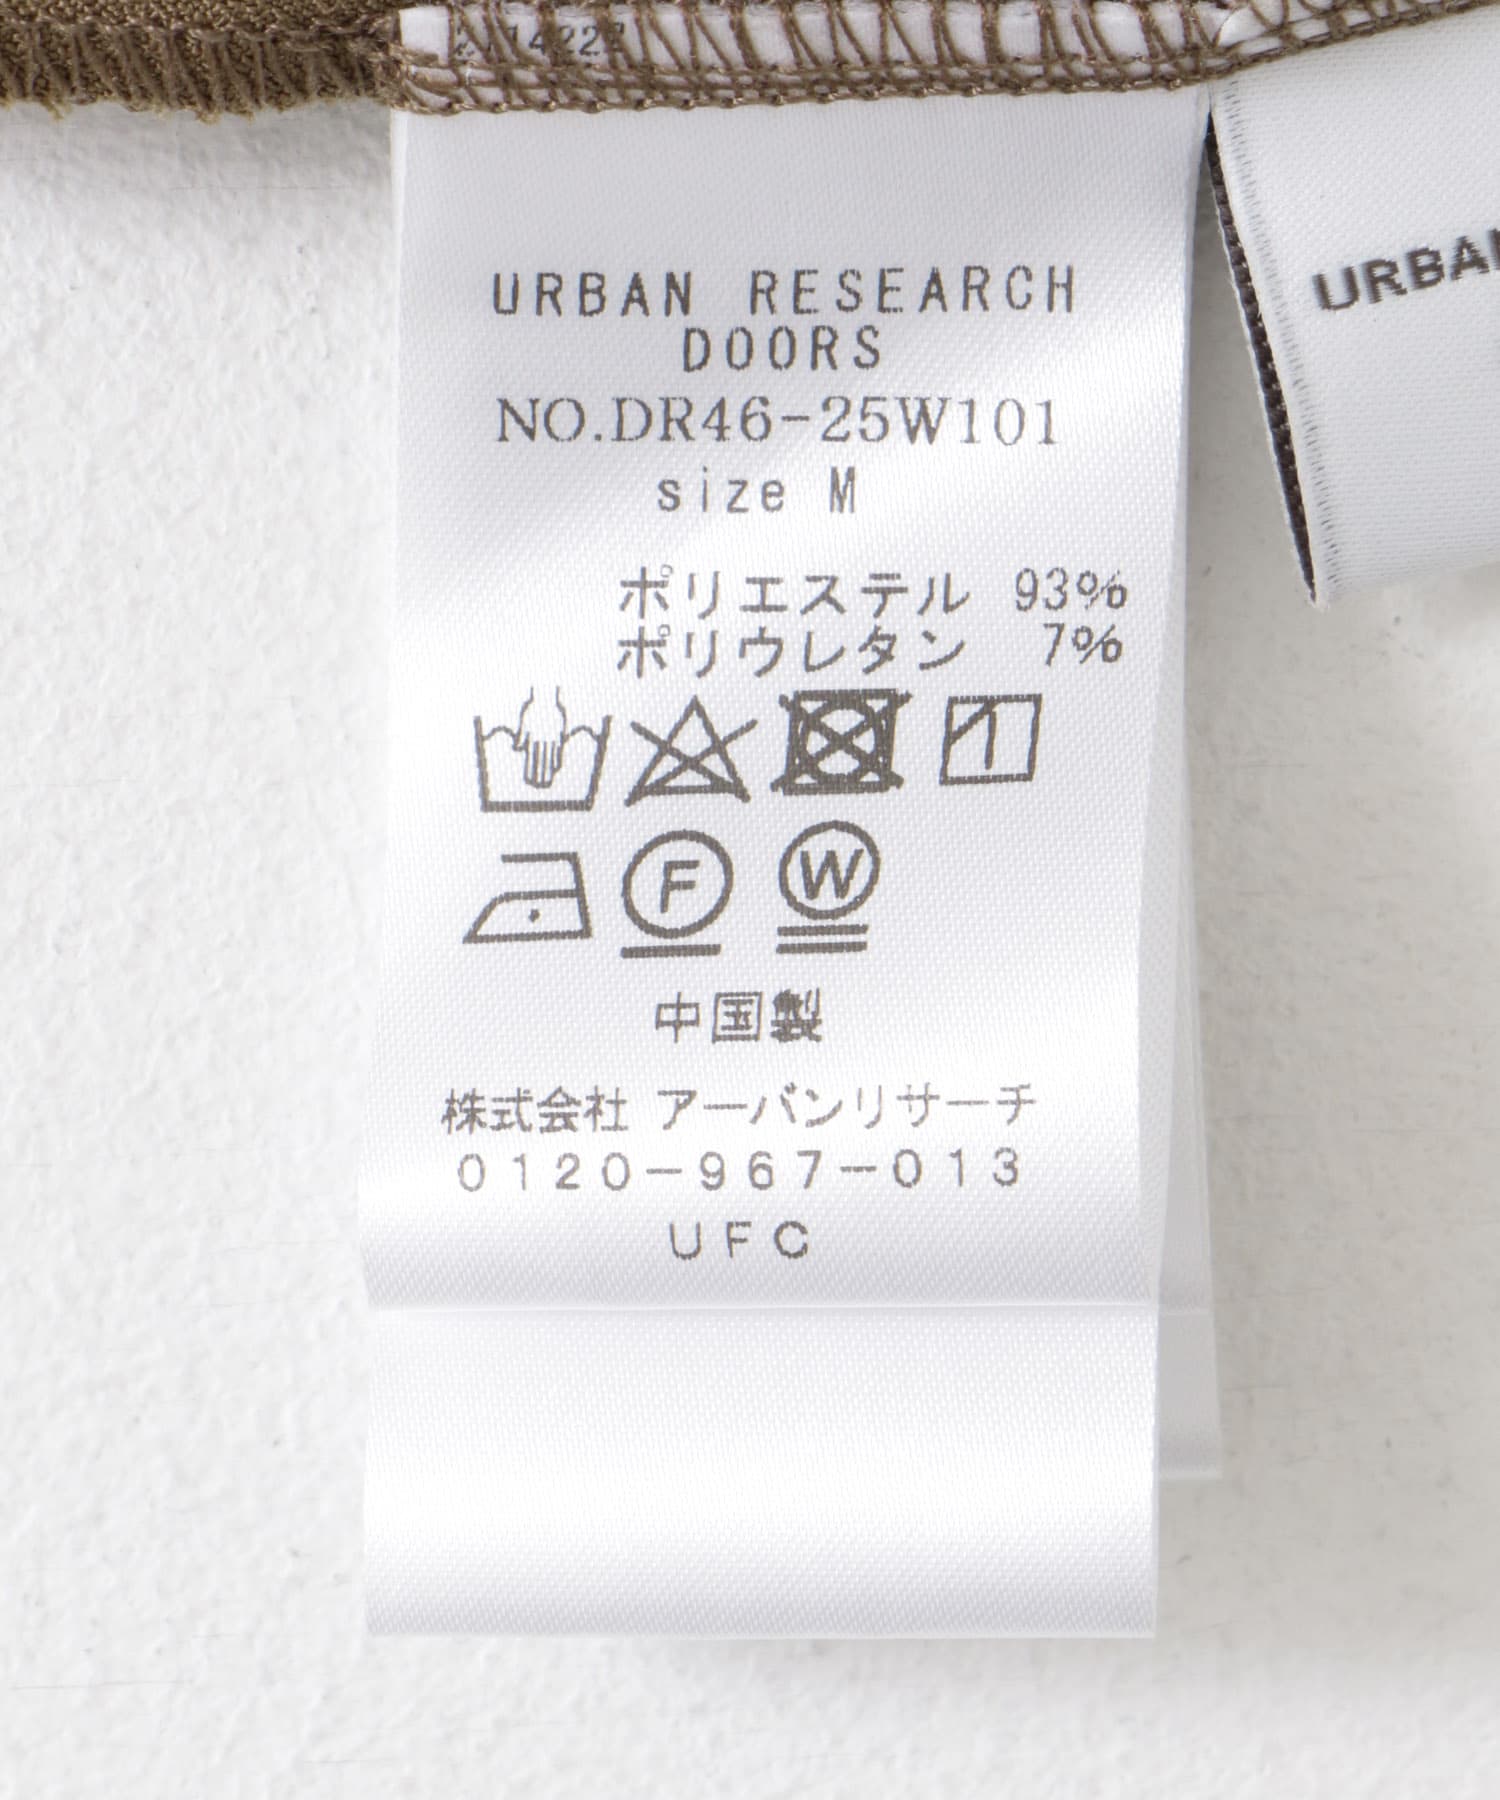 URBAN RESEARCH
DOORS
NO.DR46-25W101
size M
ポリエステル 93%
ポリウレタン 7%
F
W
中国製
株式会社 アーバンリサーチ
0120-967-013
UFC
URBAN